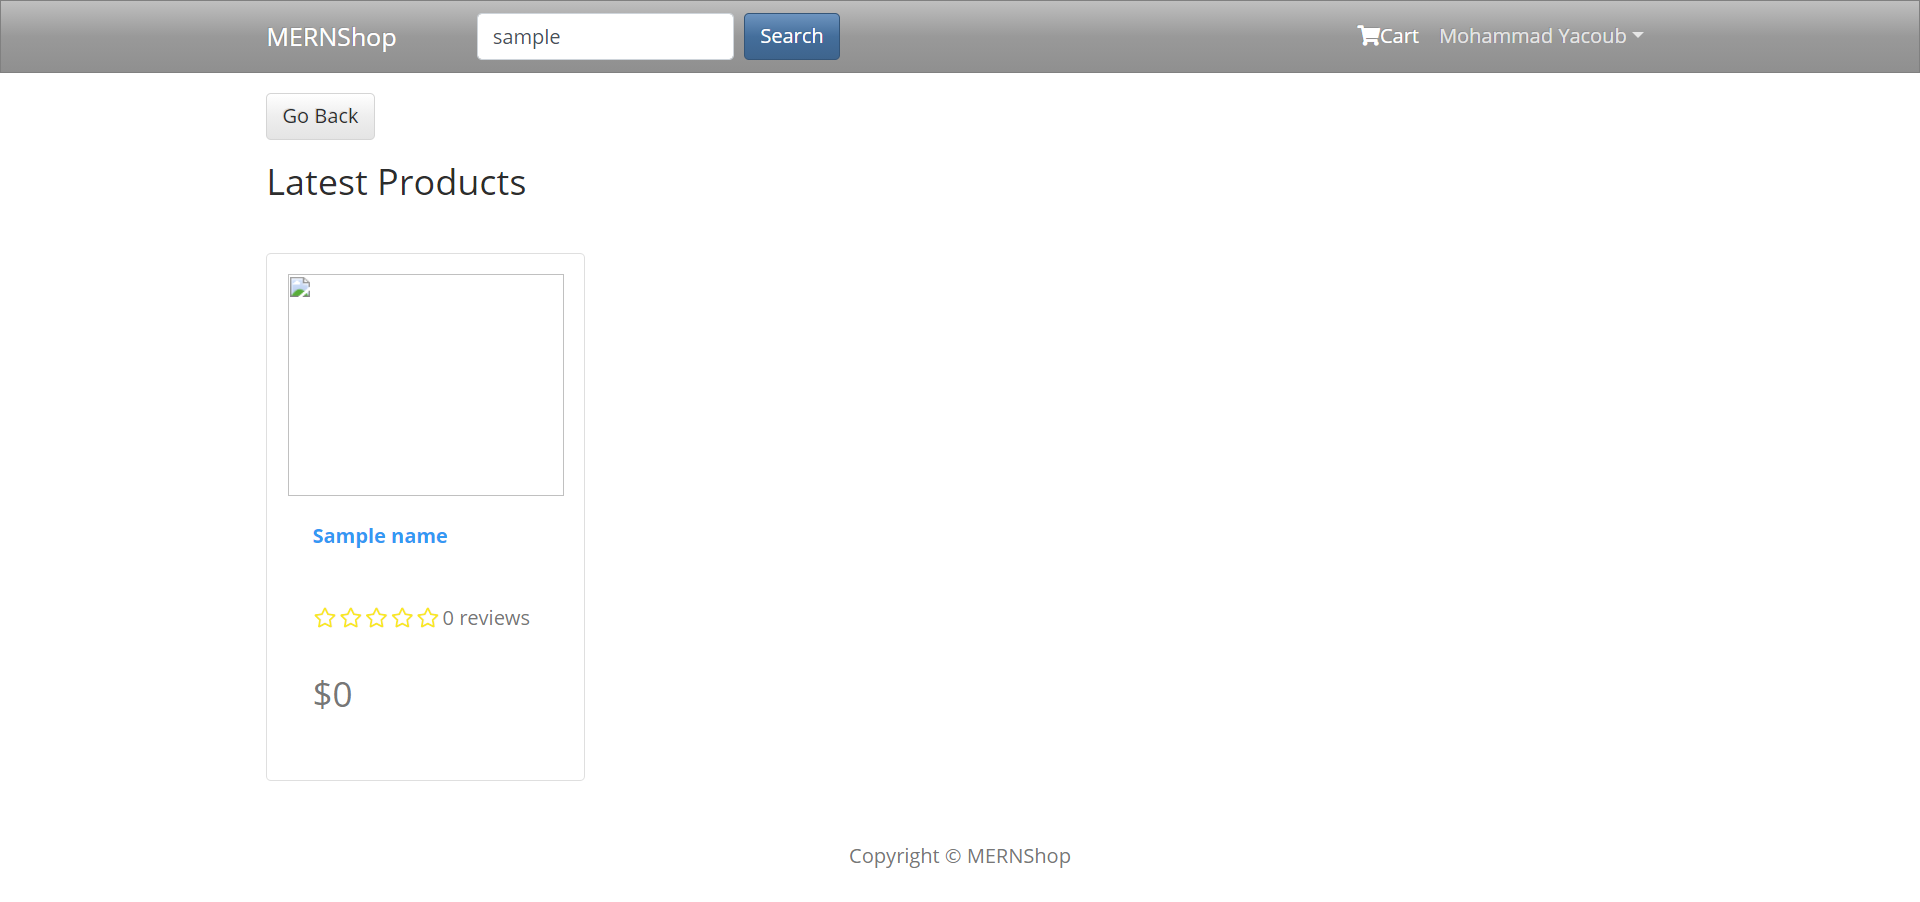 MERNShop
sample
Search
Cart
Mohammad Yacoub
Go Back
Latest Products
Sample name
0 reviews
$0
Copyright © MERNShop